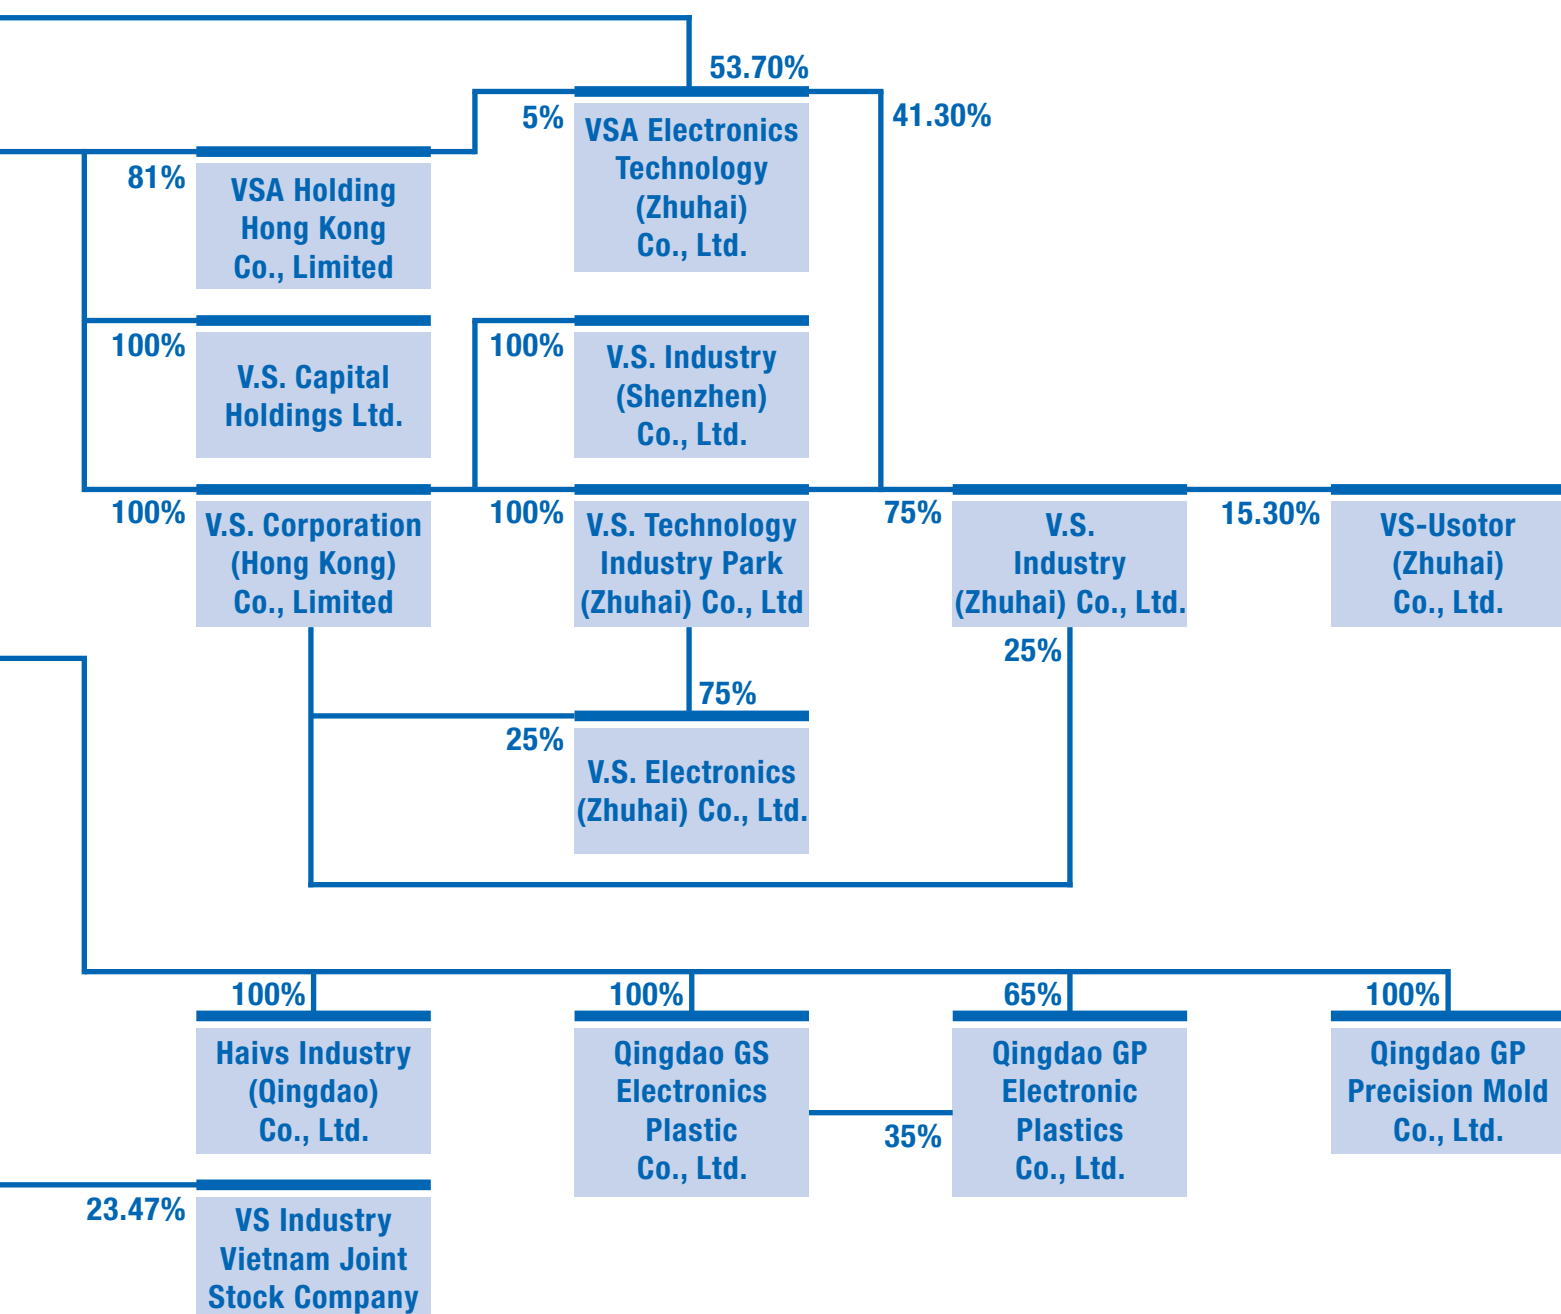 53.70%
5%
VSA Electronics
Technology
(Zhuhai)
Co., Ltd.
41.30%
81%
VSA Holding
Hong Kong
Co., Limited
100%
V.S. Capital
Holdings Ltd.
100%
V.S. Industry
(Shenzhen)
Co., Ltd.
100%
V.S. Corporation
(Hong Kong)
Co., Limited
100%
V.S. Technology
Industry Park
(Zhuhai) Co., Ltd
75%
V.S.
Industry
(Zhuhai) Co., Ltd.
15.30%
VS-Usotor
(Zhuhai)
Co., Ltd.
25%
75%
25%
V.S. Electronics
(Zhuhai) Co., Ltd.
100%
Haivs Industry
(Qingdao)
Co., Ltd.
100%
Qingdao GS
Electronics
Plastic
Co., Ltd.
35%
65%
Qingdao GP
Electronic
Plastics
Co., Ltd.
100%
Qingdao GP
Precision Mold
Co., Ltd.
23.47%
VS Industry
Vietnam Joint
Stock Company